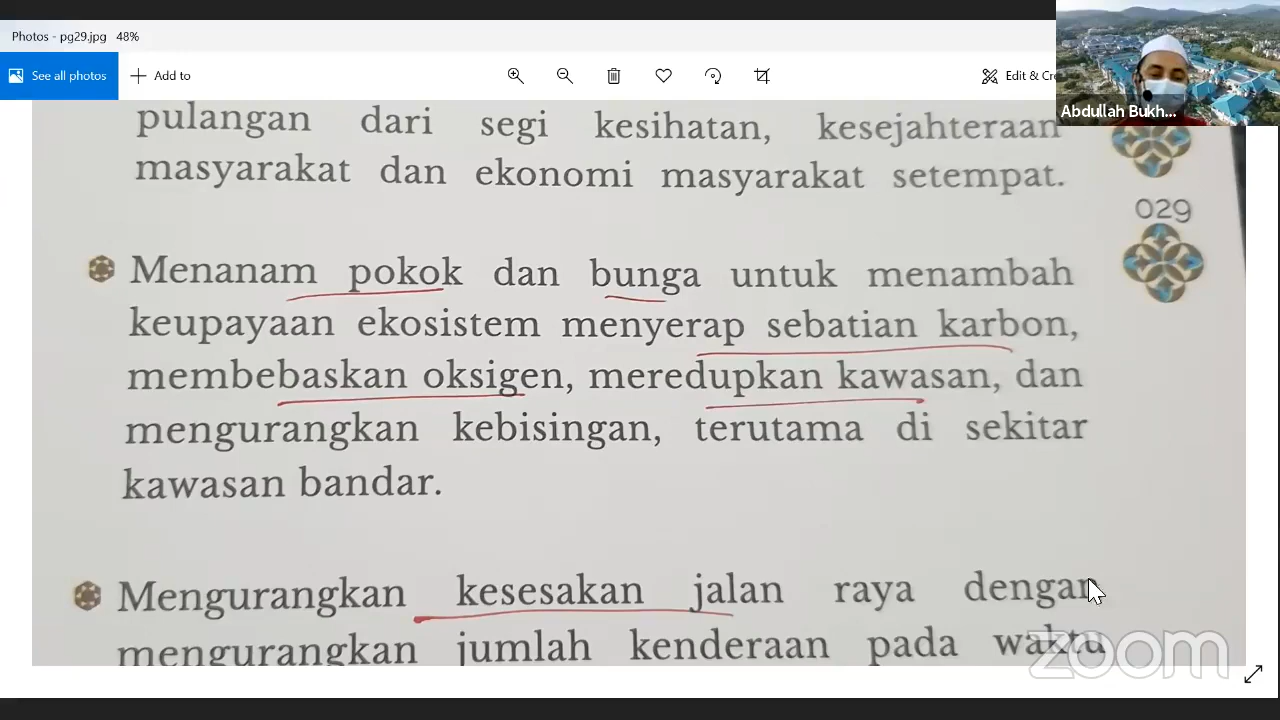 Photos - pg29.jpg 48%
See all photos
Add to
Edit & Cre
Abdullah Bukh...
pulangan dari segi kesihatan, kesejahteraan
masyarakat dan ekonomi masyarakat setempat.
029
Menanam pokok dan bunga untuk menambah
keupayaan ekosistem menyerap sebatian karbon,
membebaskan oksigen, meredupkan kawasan, dan
mengurangkan kebisingan, terutama di sekitar
kawasan bandar.
Mengurangkan kesesakan jalan raya dengan
mengurangkan jumlah kenderaan pada waktu
zoom